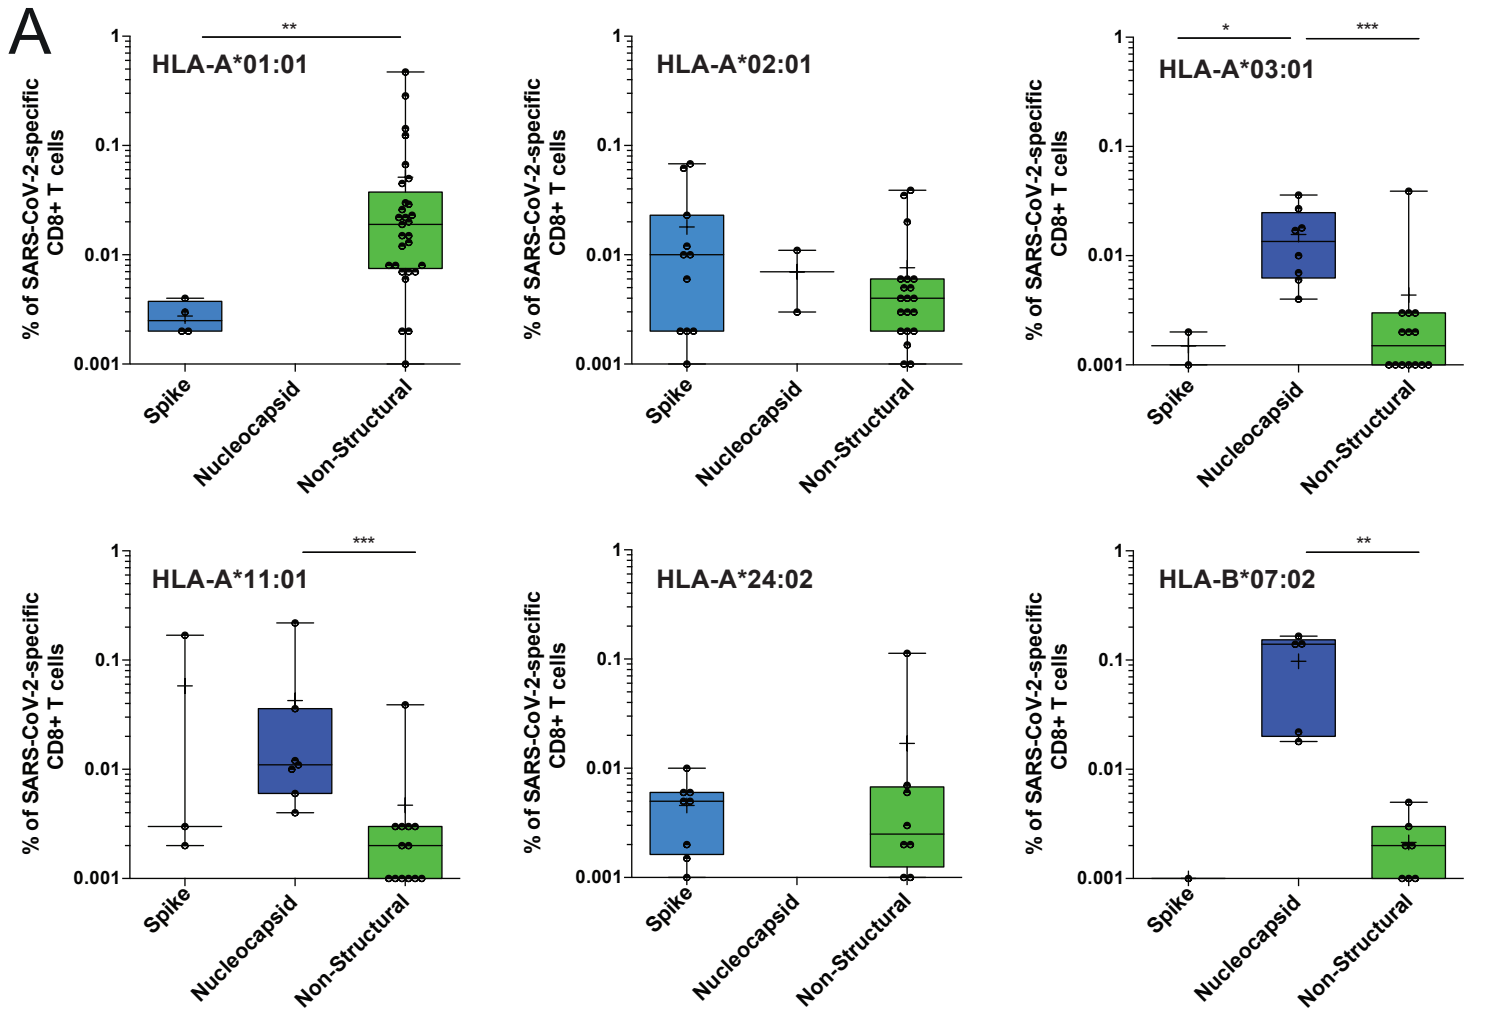 A
**
1
0.1
0.01
0.001
% of SARS-CoV-2-specific
CD8+ T cells
HLA-A*01:01
Spike
Nucleocapsid
Non-Structural
1
0.1
0.01
0.001
% of SARS-CoV-2-specific
CD8+ T cells
HLA-A*02:01
Spike
Nucleocapsid
Non-Structural
*
***
1
0.1
0.01
0.001
% of SARS-CoV-2-specific
CD8+ T cells
HLA-A*03:01
Spike
Nucleocapsid
Non-Structural
***
1
0.1
0.01
0.001
% of SARS-CoV-2-specific
CD8+ T cells
HLA-A*11:01
Spike
Nucleocapsid
Non-Structural
1
0.1
0.01
0.001
% of SARS-CoV-2-specific
CD8+ T cells
HLA-A*24:02
Spike
Nucleocapsid
Non-Structural
**
1
0.1
0.01
0.001
% of SARS-CoV-2-specific
CD8+ T cells
HLA-B*07:02
Spike
Nucleocapsid
Non-Structural